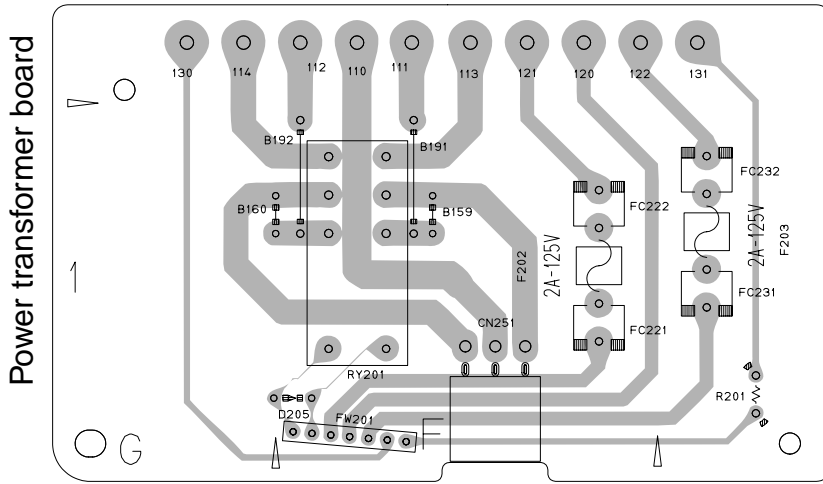 Power transformer board
130
114
112
110
111
113
121
120
122
131
B192
B191
FC232
B160
B159
FC222
F202
2A-125V
2A-125V
F203
FC231
CN251
FC221
RY201
R201
D205
FW201
1
G